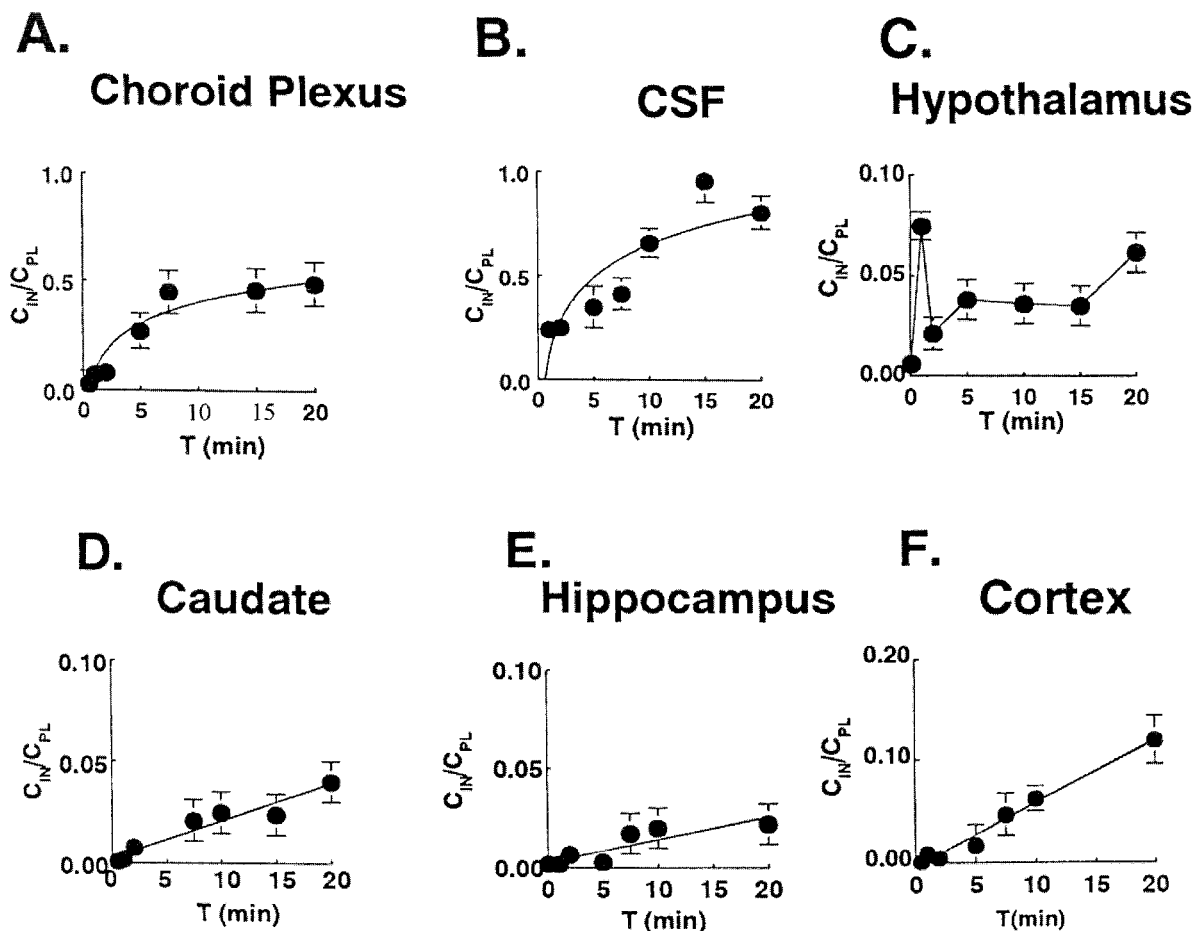 A.
Choroid Plexus
1.0
0.5
0.0
C_IN/C_PL
0 5 10 15 20
T (min)
B.
CSF
1.0
0.5
0.0
C_IN/C_PL
0 5 10 15 20
T (min)
C.
Hypothalamus
0.10
0.05
0.00
C_IN/C_PL
0 5 10 15 20
T (min)
D.
Caudate
0.10
0.05
0.00
C_IN/C_PL
0 5 10 15 20
T (min)
E.
Hippocampus
0.10
0.05
0.00
C_IN/C_PL
0 5 10 15 20
T (min)
F.
Cortex
0.20
0.10
0.00
C_IN/C_PL
0 5 10 15 20
T(min)